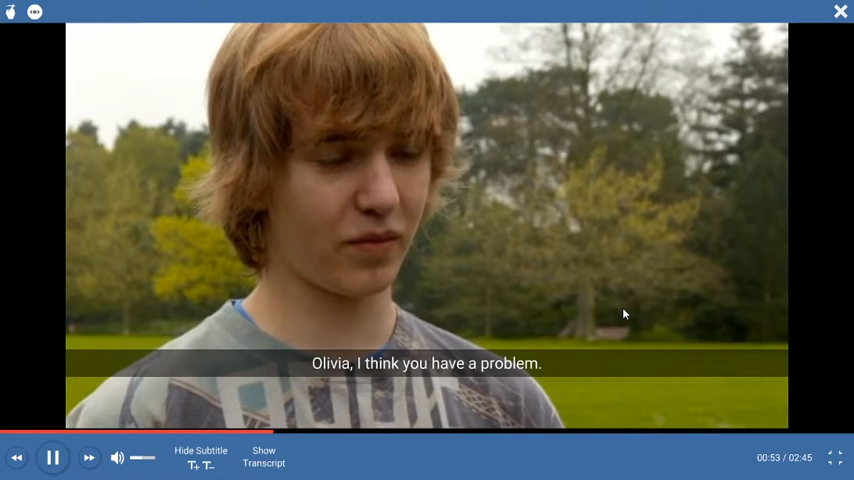 Olivia, I think you have a problem.
Hide Subtitle
T+ T-
Show
Transcript
00:53 / 02:45